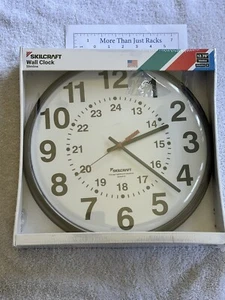 More Than Just Racks
SKILCRAFT
Wall Clock
Slimline
12 1 2 3 4 5 6 7 8 9 10 11
24 13 14 15 16 17 18 19 20 21 22 23
SKILCRAFT